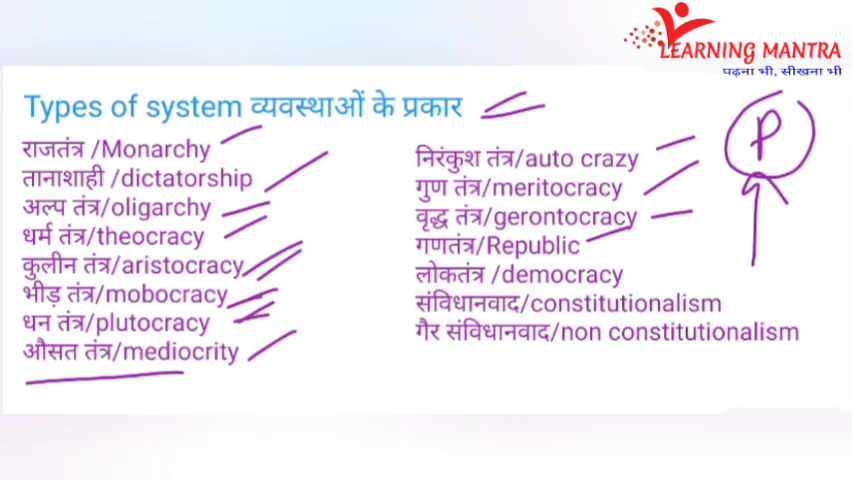 LEARNING MANTRA
पढ़ना भी, सीखना भी
Types of system व्यवस्थाओं के प्रकार
राजतंत्र /Monarchy
तानाशाही /dictatorship
अल्प तंत्र/oligarchy
धर्म तंत्र/theocracy
कुलीन तंत्र/aristocracy
भीड़ तंत्र/mobocracy
धन तंत्र/plutocracy
औसत तंत्र/mediocrity
निरंकुश तंत्र/auto crazy
गुण तंत्र/meritocracy
वृद्ध तंत्र/gerontocracy
गणतंत्र/Republic
लोकतंत्र /democracy
संविधानवाद/constitutionalism
गैर संविधानवाद/non constitutionalism
P